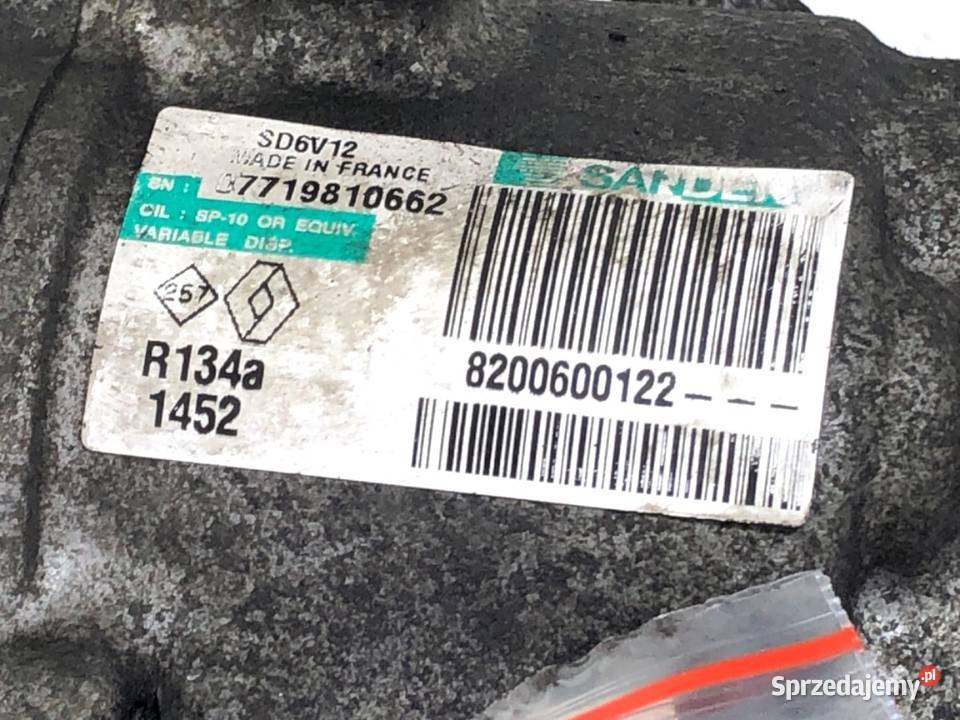 SD6V12
MADE IN FRANCE
SN : 7719810662
OIL : SP-10 OR EQUIV.
VARIABLE DISP.
SANDEN
267
R134a
1452
8200600122---
Sprzedajemy.pl